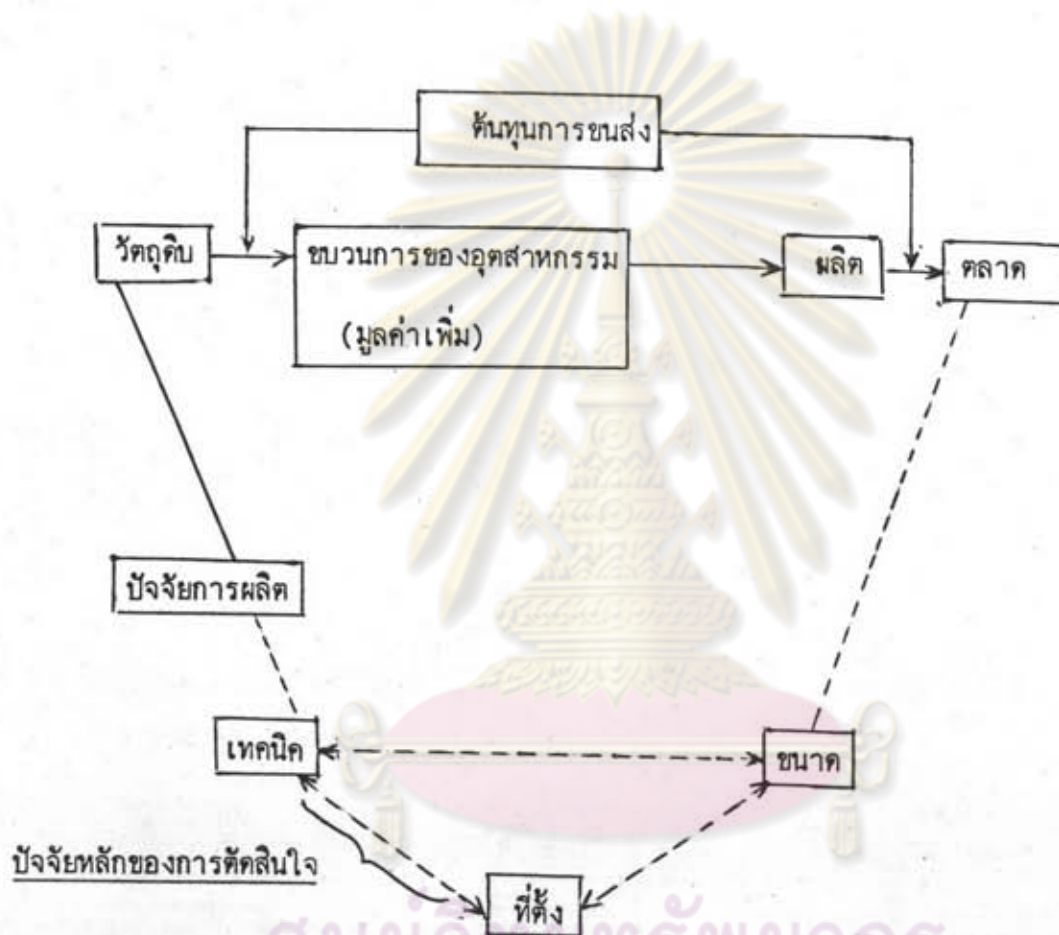 ต้นทุนการขนส่ง
วัตถุดิบ
ขบวนการของอุตสาหกรรม
(มูลค่าเพิ่ม)
ผลิต
ตลาด
ปัจจัยการผลิต
เทคนิค
ขนาด
ปัจจัยหลักของการตัดสินใจ
ที่ตั้ง